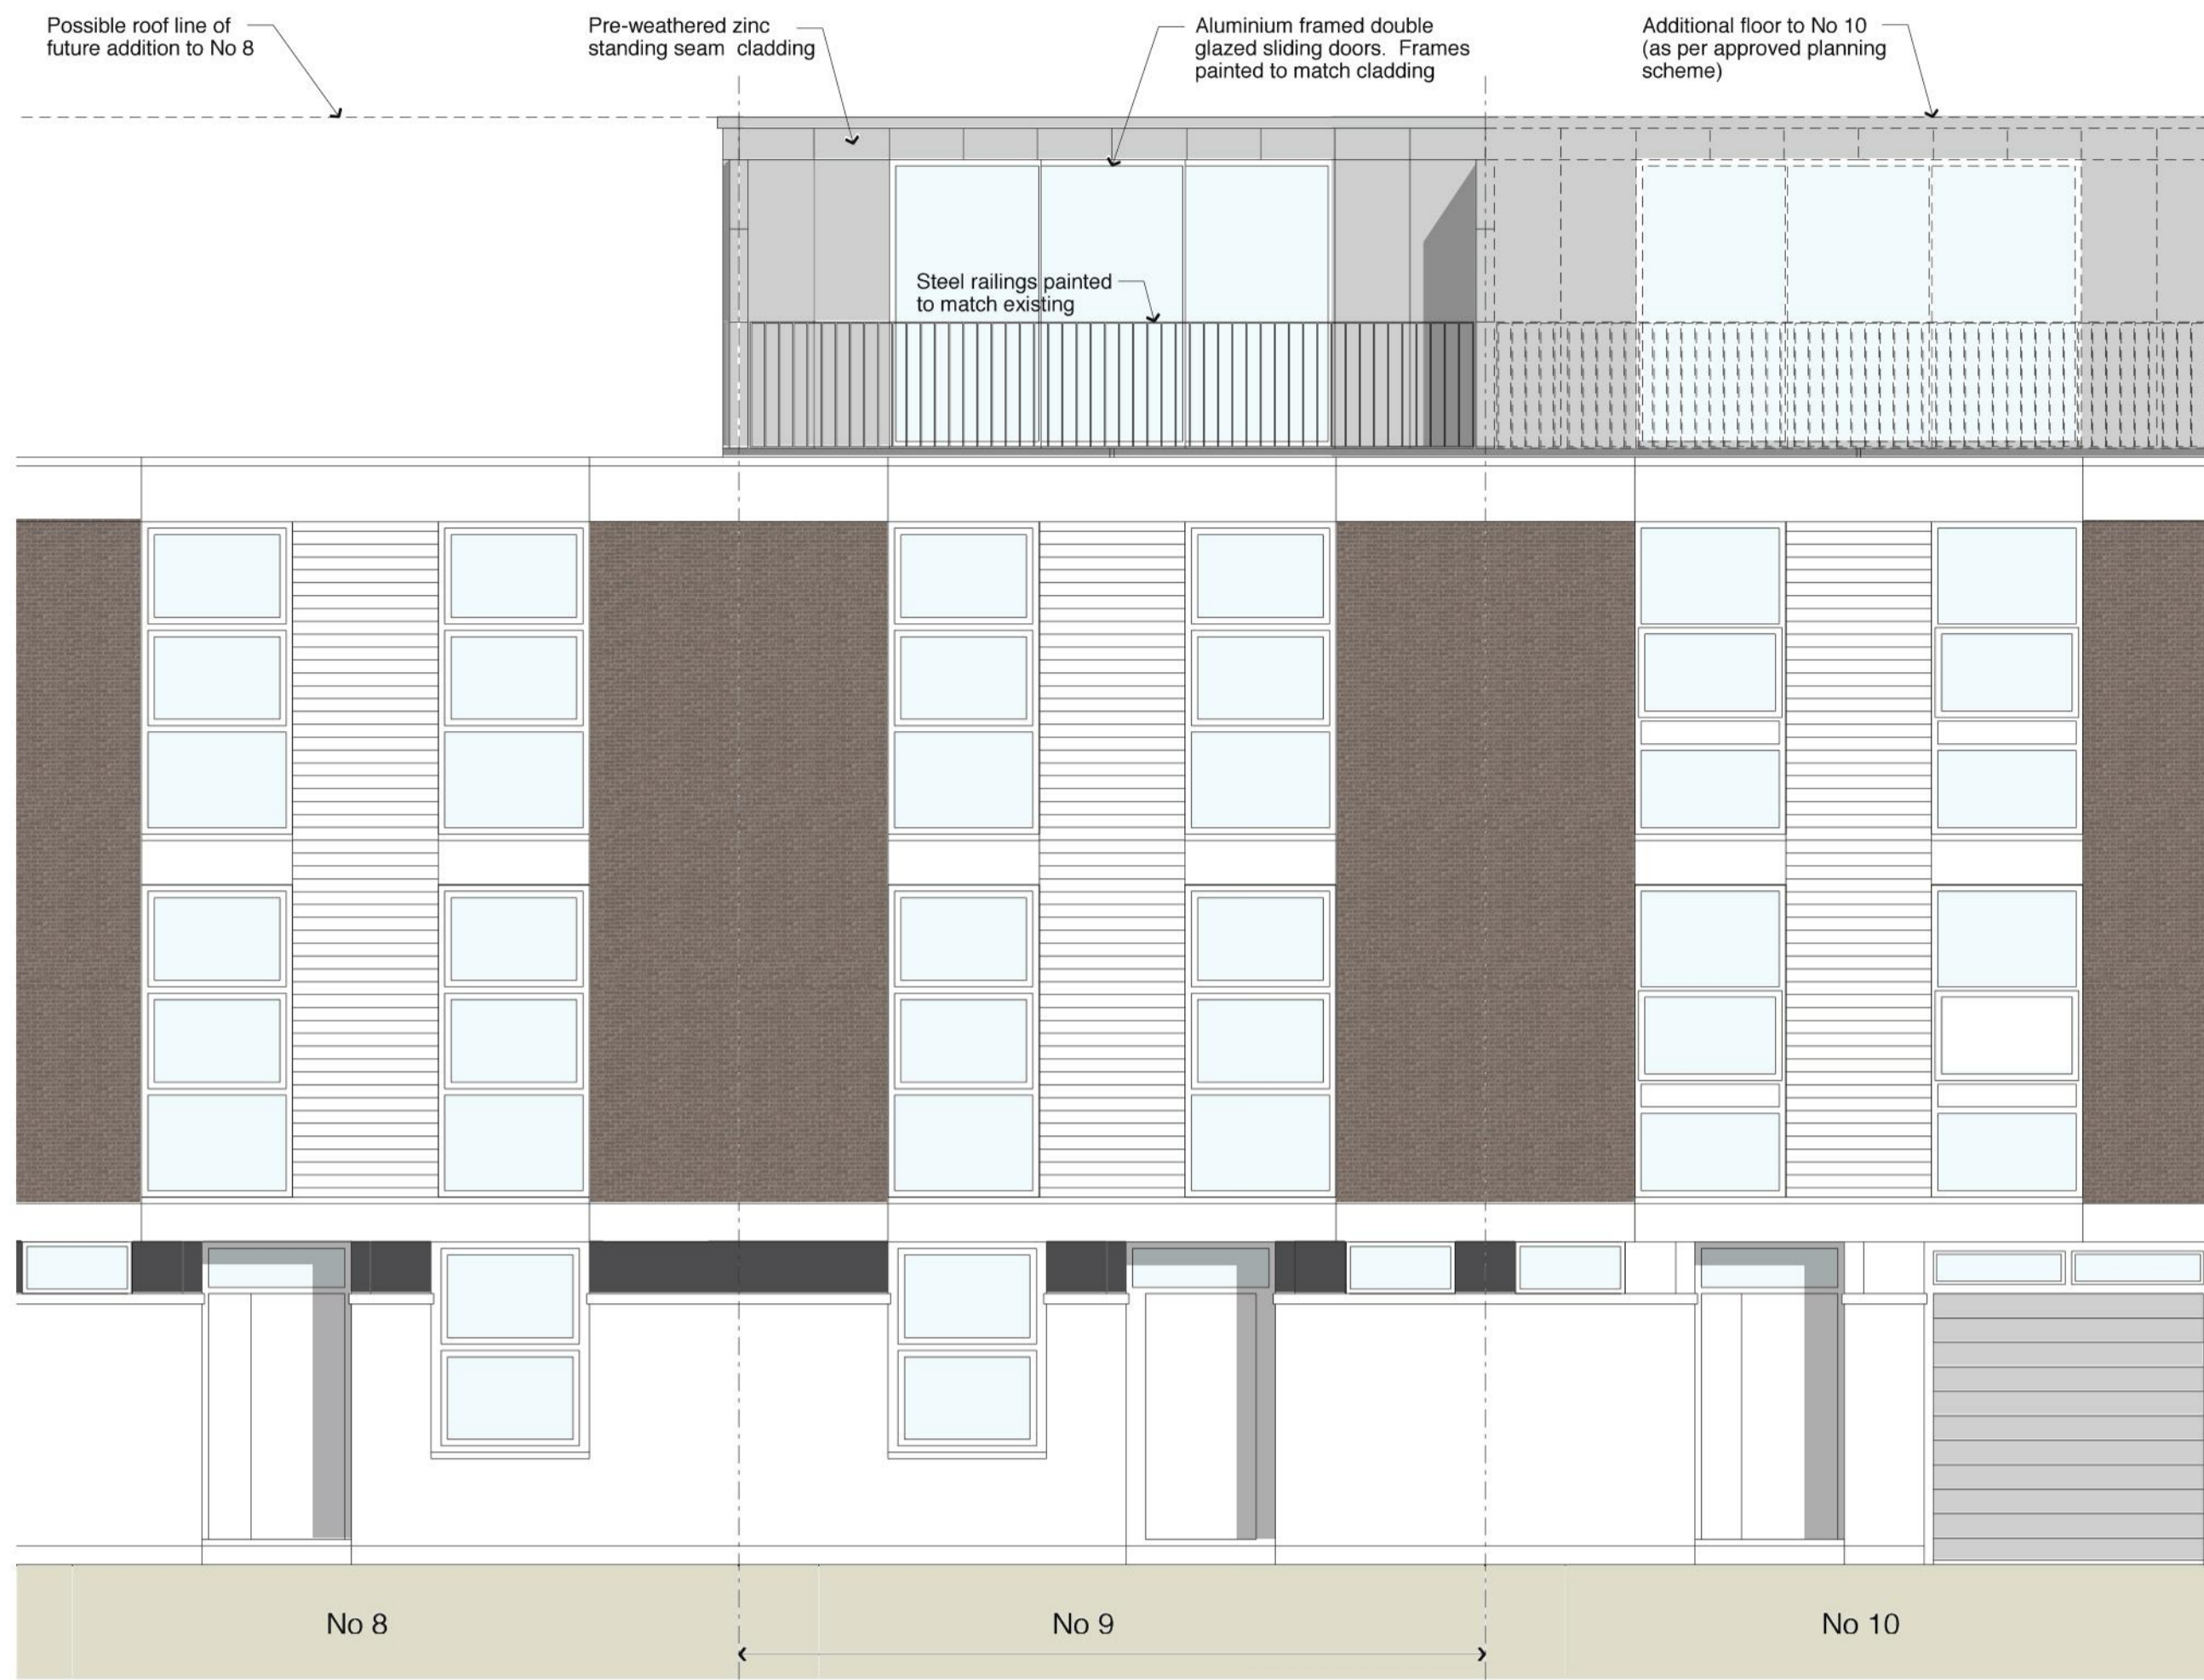 Possible roof line of
future addition to No 8
Pre-weathered zinc
standing seam cladding
Aluminium framed double
glazed sliding doors. Frames
painted to match cladding
Additional floor to No 10
(as per approved planning
scheme)
Steel railings painted
to match existing
No 8
No 9
No 10